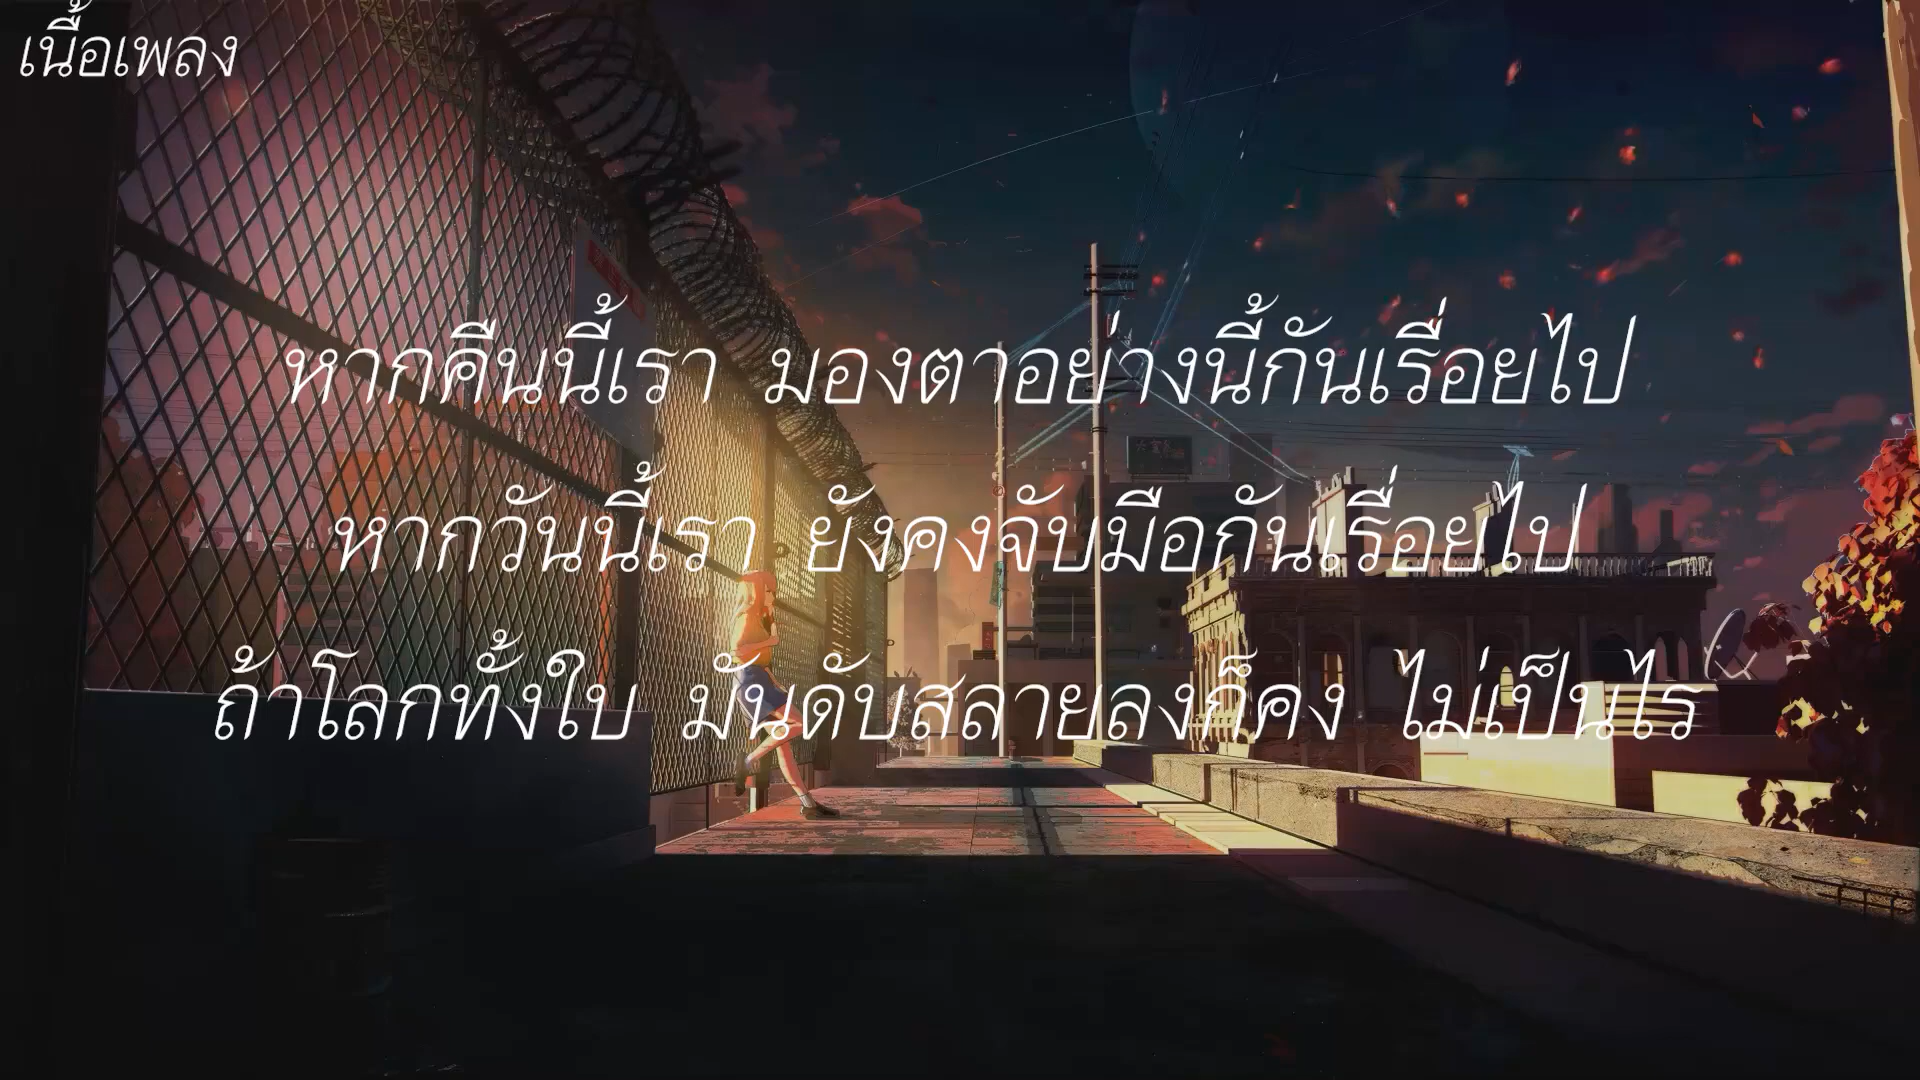 เนื้อเพลง
หากคืนนี้เรา มองตาอย่างนี้กันเรื่อยไป
หากวันนี้เรา ยังคงจับมือกันเรื่อยไป
ถ้าโลกทั้งใบ มันดับสลายลงก็คง ไม่เป็นไร